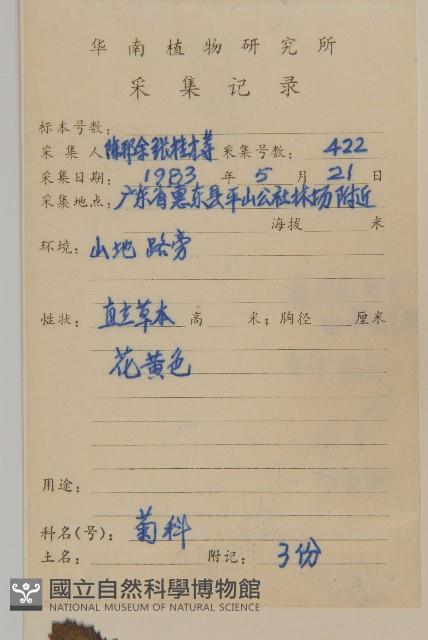 华南植物研究所
采集记录
标本号数:
采集人 陈邦余 张桂才等 采集号数: 422
采集日期: 1983 年 5 月 21 日
采集地点: 广东省惠东县平山公社林场附近
海拔 米
环境: 山地 路旁
性状: 直立草本 高 米; 胸径 厘米
花黄色
用途:
科名(号): 菊科
土名: 附记: 3份
國立自然科學博物館
NATIONAL MUSEUM OF NATURAL SCIENCE